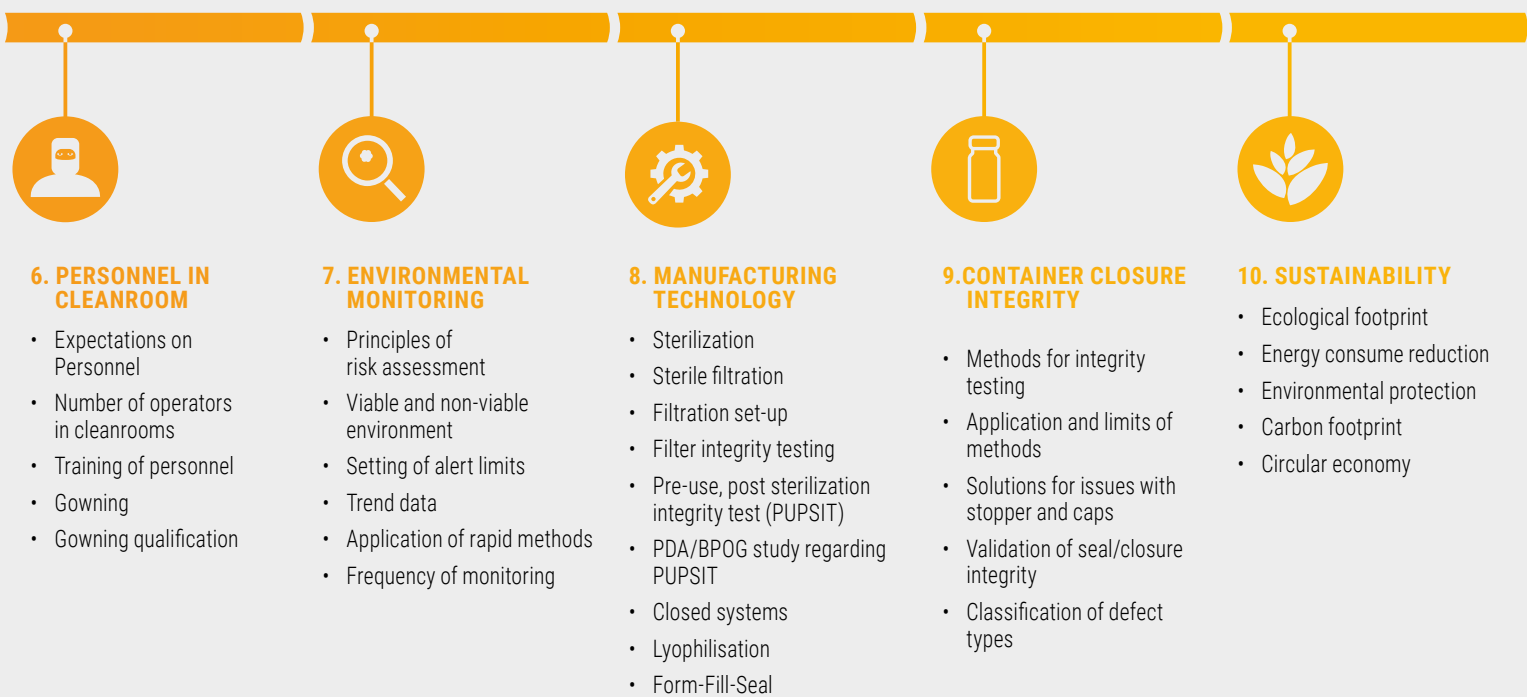 6. PERSONNEL IN
CLEANROOM
• Expectations on
Personnel
• Number of operators
in cleanrooms
• Training of personnel
• Gowning
• Gowning qualification
7. ENVIRONMENTAL
MONITORING
• Principles of
risk assessment
• Viable and non-viable
environment
• Setting of alert limits
• Trend data
• Application of rapid methods
• Frequency of monitoring
8. MANUFACTURING
TECHNOLOGY
• Sterilization
• Sterile filtration
• Filtration set-up
• Filter integrity testing
• Pre-use, post sterilization
integrity test (PUPSIT)
• PDA/BPOG study regarding
PUPSIT
• Closed systems
• Lyophilisation
• Form-Fill-Seal
9.CONTAINER CLOSURE
INTEGRITY
• Methods for integrity
testing
• Application and limits of
methods
• Solutions for issues with
stopper and caps
• Validation of seal/closure
integrity
• Classification of defect
types
10. SUSTAINABILITY
• Ecological footprint
• Energy consume reduction
• Environmental protection
• Carbon footprint
• Circular economy